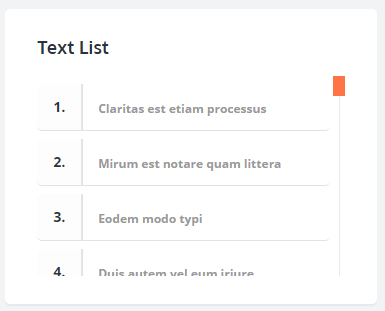 Text List
1. Claritas est etiam processus
2. Mirum est notare quam littera
3. Eodem modo typi
4. Duis autem vel eum iriure